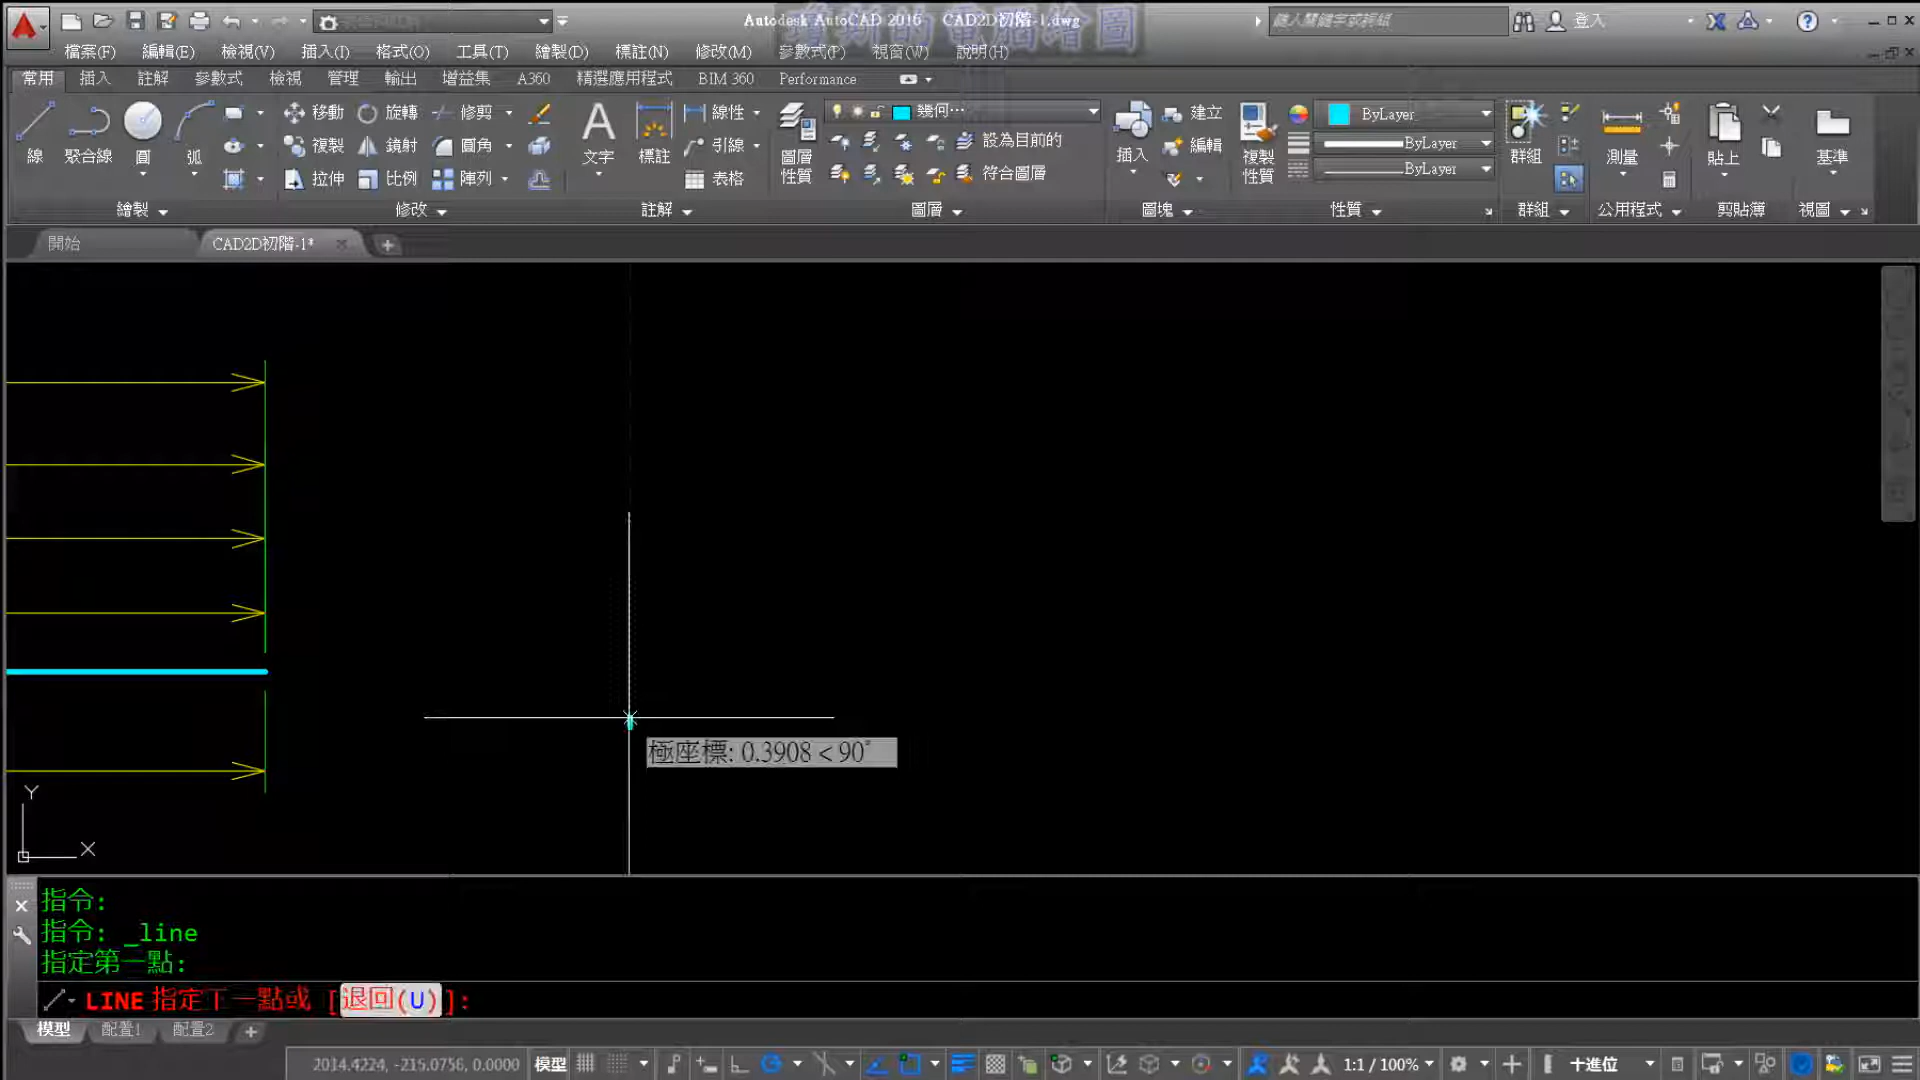 Autodesk AutoCAD 2016 CAD2D初階-1.dwg
鍵入關鍵字或詞組
登入
檔案(F) 編輯(E) 檢視(V) 插入(I) 格式(O) 工具(T) 繪製(D) 標註(N) 修改(M) 參數式(P) 視窗(W) 說明(H)
常用 插入 註解 參數式 檢視 管理 輸出 增益集 A360 精選應用程式 BIM 360 Performance
移動 旋轉 修剪 線性 幾何… 建立 ByLayer
複製 鏡射 圓角 引線 設為目前的 編輯 ByLayer
線 聚合線 圓 弧 文字 標註 圖層性質 插入 複製性質 群組 測量 貼上 基準
拉伸 比例 陣列 表格 符合圖層 ByLayer
繪製 修改 註解 圖層 圖塊 性質 群組 公用程式 剪貼簿 視圖
開始 CAD2D初階-1*
極座標: 0.3908 < 90°
Y
X
指令:
指令: _line
指定第一點:
LINE 指定下一點或 [退回(U)]:
模型 配置1 配置2
2014.4224, -215.0756, 0.0000 模型 1:1 / 100% 十進位